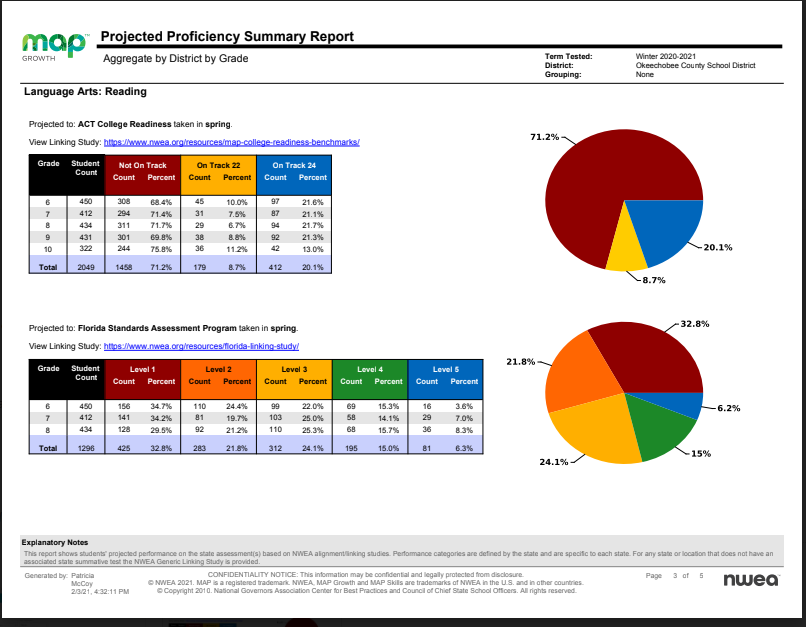 map
GROWTH
Projected Proficiency Summary Report
Aggregate by District by Grade
Term Tested: Winter 2020-2021
District: Okeechobee County School District
Grouping: None
Language Arts: Reading
Projected to: ACT College Readiness taken in spring.
View Linking Study: https://www.nwea.org/resources/map-college-readiness-benchmarks/
Grade Student Count Not On Track On Track 22 On Track 24
Count Percent Count Percent Count Percent
6 450 308 68.4% 45 10.0% 97 21.6%
7 412 294 71.4% 31 7.5% 87 21.1%
8 434 311 71.7% 29 6.7% 94 21.7%
9 431 301 69.8% 38 8.8% 92 21.3%
10 322 244 75.8% 36 11.2% 42 13.0%
Total 2049 1458 71.2% 179 8.7% 412 20.1%
71.2%
20.1%
8.7%
Projected to: Florida Standards Assessment Program taken in spring.
View Linking Study: https://www.nwea.org/resources/florida-linking-study/
Grade Student Count Level 1 Level 2 Level 3 Level 4 Level 5
Count Percent Count Percent Count Percent Count Percent Count Percent
6 450 156 34.7% 110 24.4% 99 22.0% 69 15.3% 16 3.6%
7 412 141 34.2% 81 19.7% 103 25.0% 58 14.1% 29 7.0%
8 434 128 29.5% 92 21.2% 110 25.3% 68 15.7% 36 8.3%
Total 1296 425 32.8% 283 21.8% 312 24.1% 195 15.0% 81 6.3%
32.8%
21.8%
6.2%
15%
24.1%
Explanatory Notes
This report shows students' projected performance on the state assessment(s) based on NWEA alignment/linking studies. Performance categories are defined by the state and are specific to each state. For any state or location that does not have an
associated state summative test the NWEA Generic Linking Study is provided.
Generated by: Patricia
McCoy
2/3/21, 4:32:11 PM
CONFIDENTIALITY NOTICE: This information may be confidential and legally protected from disclosure.
© NWEA 2021. MAP is a registered trademark. NWEA, MAP Growth and MAP Skills are trademarks of NWEA in the U.S. and in other countries.
© Copyright 2010. National Governors Association Center for Best Practices and Council of Chief State School Officers. All rights reserved.
Page 3 of 5
nwea